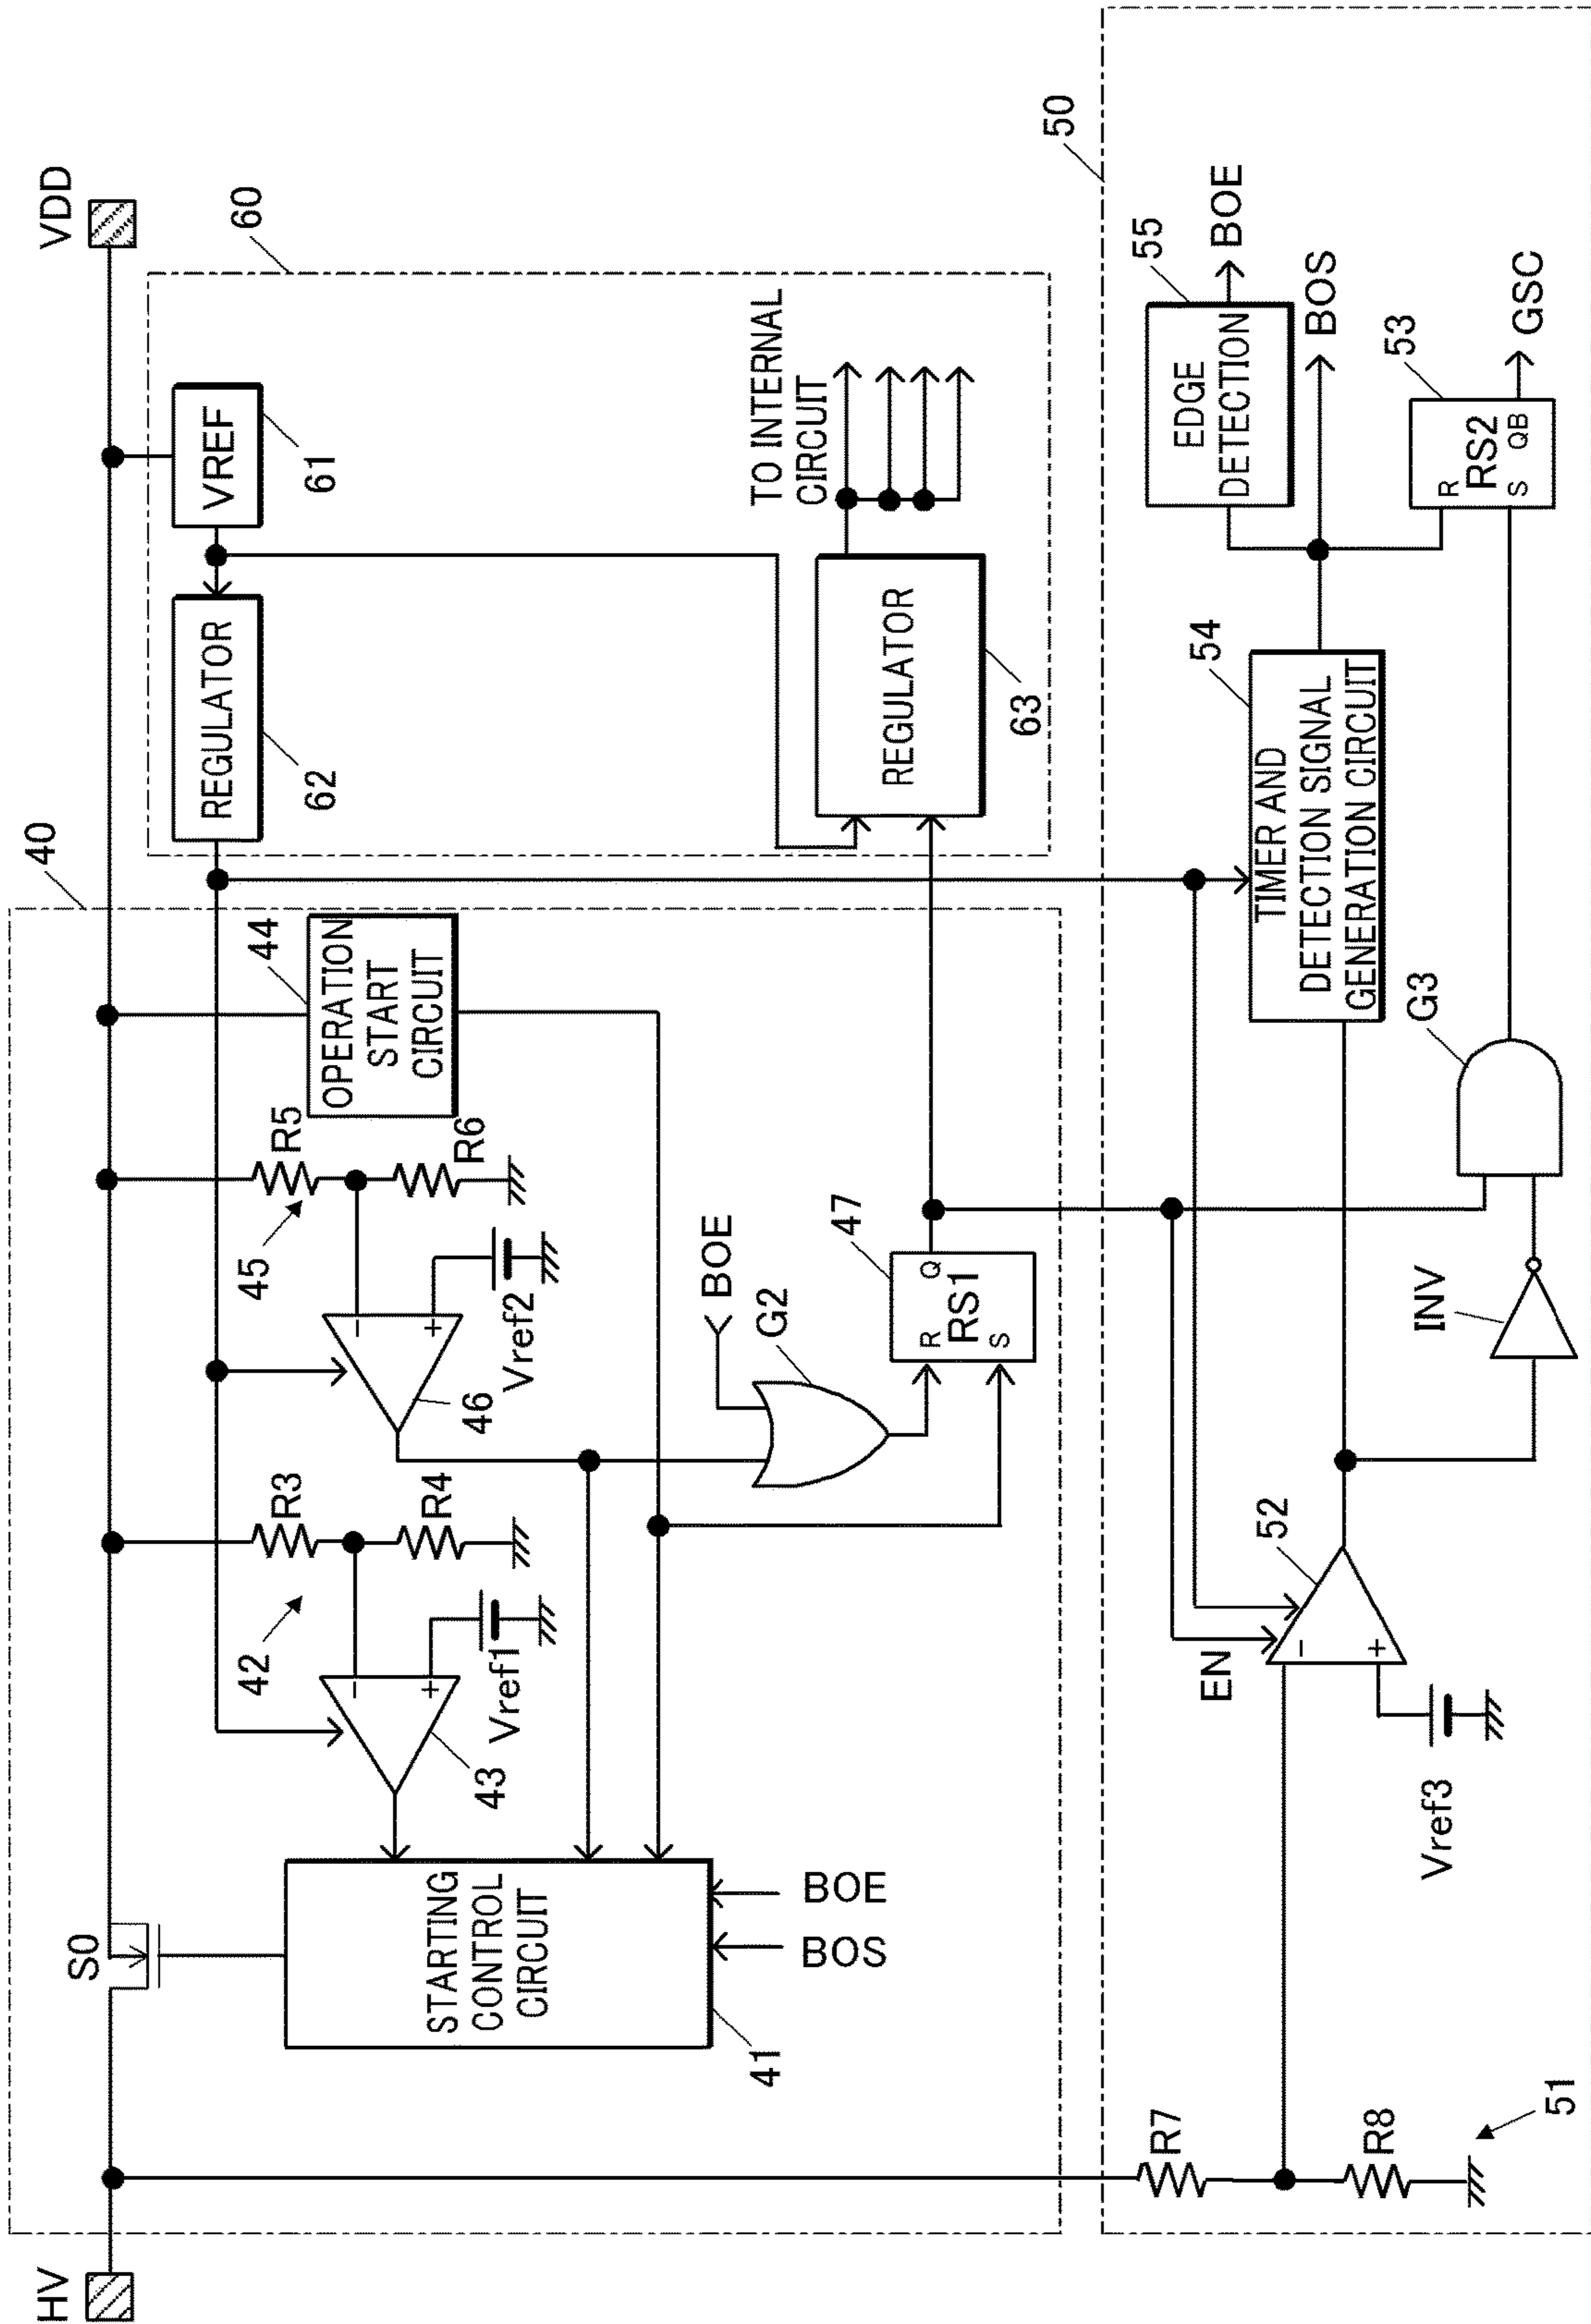 HV
VDD
40
S0
60
VREF
61
REGULATOR
62
44
OPERATION
START
CIRCUIT
R5
R6
45
R3
R4
42
-
+
46
Vref2
-
+
43
Vref1
STARTING
CONTROL
CIRCUIT
41
BOE
BOS
BOE
G2
47
R
Q
RS1
S
TO INTERNAL
CIRCUIT
REGULATOR
63
50
55
EDGE
DETECTION
BOE
BOS
54
TIMER AND
DETECTION SIGNAL
GENERATION CIRCUIT
53
R
RS2
S
QB
GSC
G3
INV
EN
52
-
+
Vref3
R7
R8
51